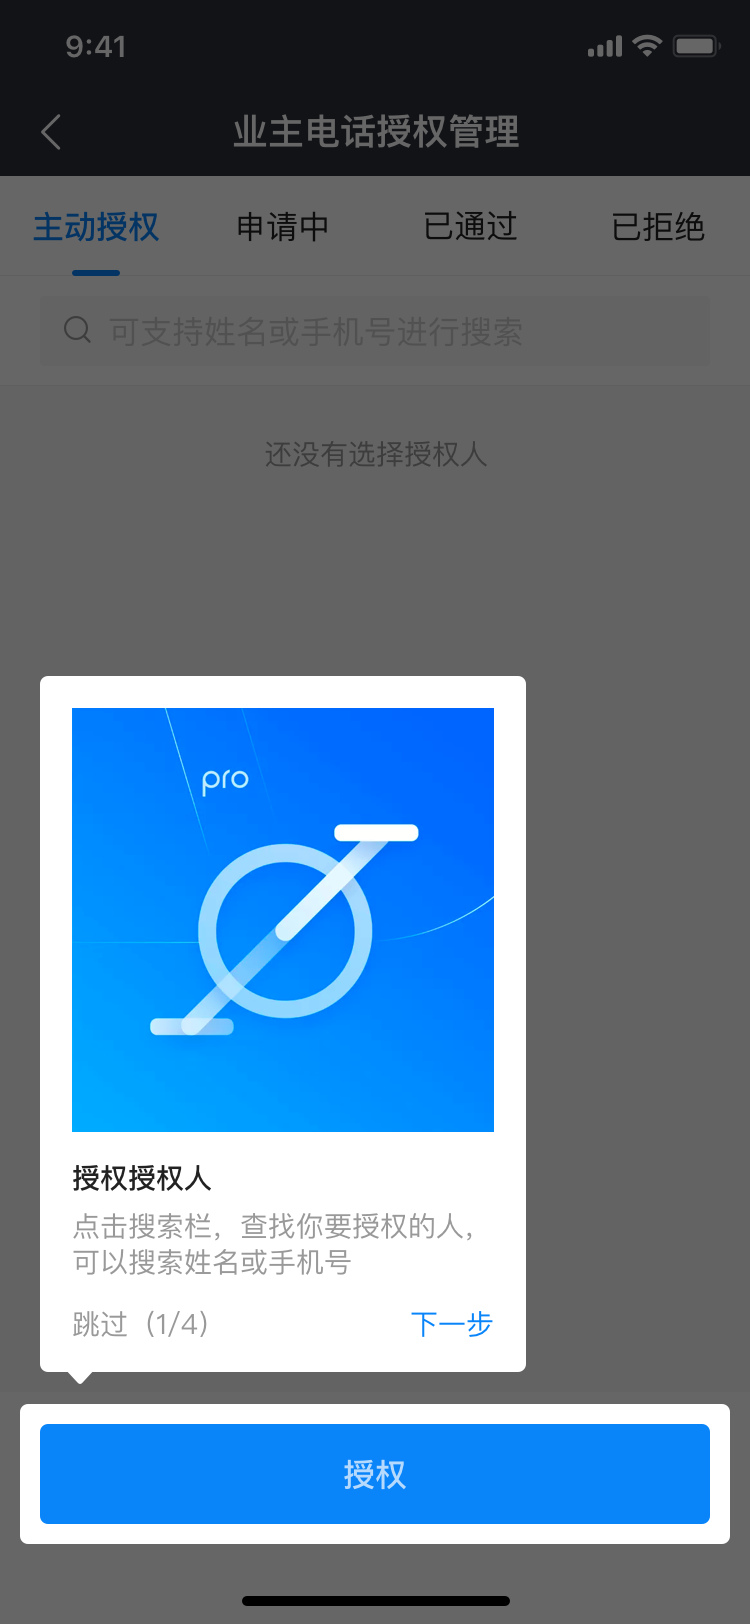 9:41
业主电话授权管理
主动授权 申请中 已通过 已拒绝
可支持姓名或手机号进行搜索
还没有选择授权人
pro
授权授权人
点击搜索栏，查找你要授权的人，
可以搜索姓名或手机号
跳过（1/4） 下一步
授权